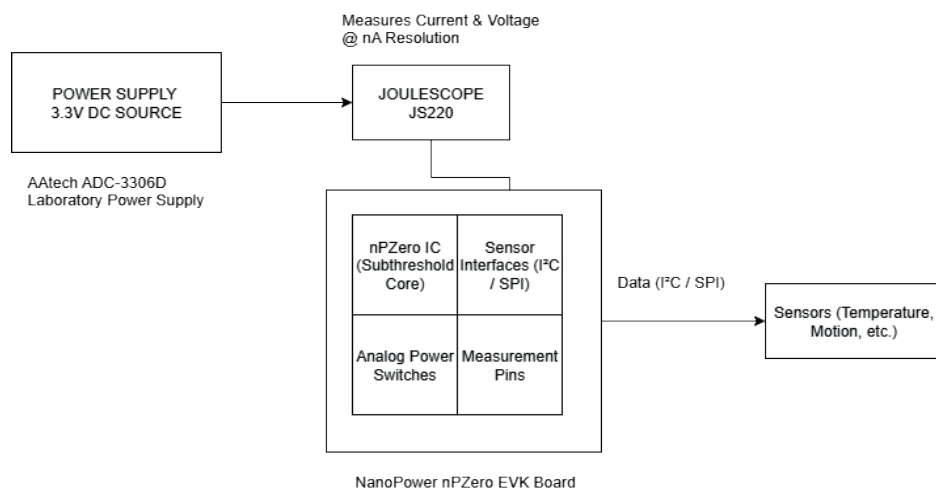 Measures Current & Voltage
@ nA Resolution
POWER SUPPLY
3.3V DC SOURCE
JOULESCOPE
JS220
AAtech ADC-3306D
Laboratory Power Supply
nPZero IC
(Subthreshold
Core)
Sensor
Interfaces (I²C
/ SPI)
Analog Power
Switches
Measurement
Pins
Data (I²C / SPI)
Sensors (Temperature,
Motion, etc.)
NanoPower nPZero EVK Board